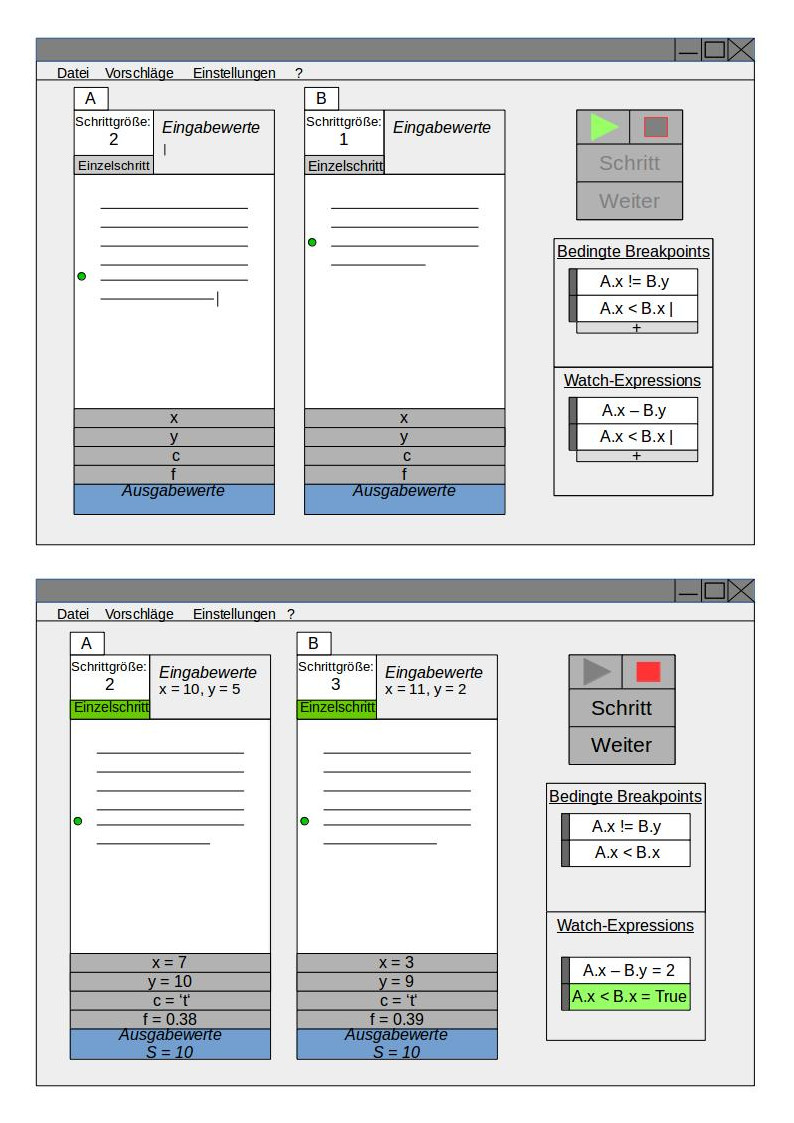 Datei Vorschläge Einstellungen ?
A
Schrittgröße:
2
Einzelschritt
Eingabewerte
|
x
y
c
f
Ausgabewerte
B
Schrittgröße:
1
Einzelschritt
Eingabewerte
x
y
c
f
Ausgabewerte
Schritt
Weiter
Bedingte Breakpoints
A.x != B.y
A.x < B.x |
+
Watch-Expressions
A.x – B.y
A.x < B.x |
+
Datei Vorschläge Einstellungen ?
A
Schrittgröße:
2
Einzelschritt
Eingabewerte
x = 10, y = 5
x = 7
y = 10
c = ‘t‘
f = 0.38
Ausgabewerte
S = 10
B
Schrittgröße:
3
Einzelschritt
Eingabewerte
x = 11, y = 2
x = 3
y = 9
c = ‘t‘
f = 0.39
Ausgabewerte
S = 10
Schritt
Weiter
Bedingte Breakpoints
A.x != B.y
A.x < B.x
Watch-Expressions
A.x – B.y = 2
A.x < B.x = True